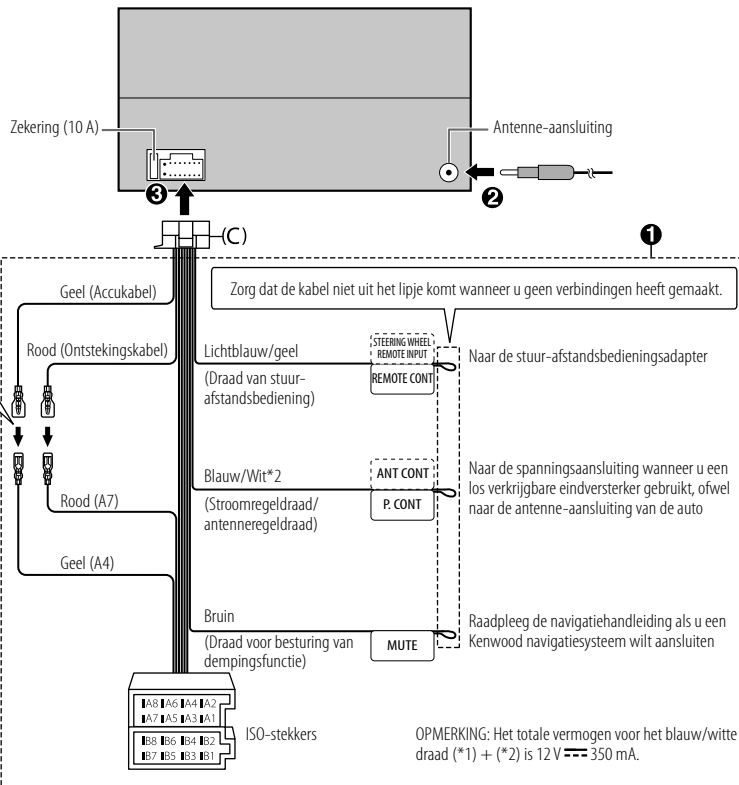 Zekering (10 A)
Antenne-aansluiting
❸
❷
(C)
❶
Geel (Accukabel)
Zorg dat de kabel niet uit het lipje komt wanneer u geen verbindingen heeft gemaakt.
Rood (Ontstekingskabel)
Lichtblauw/geel
(Draad van stuur-
afstandsbediening)
STEERING WHEEL
REMOTE INPUT
REMOTE CONT
Naar de stuur-afstandsbedieningsadapter
Blauw/Wit*2
(Stroomregeldraad/
antenneregeldraad)
ANT CONT
P. CONT
Naar de spanningsaansluiting wanneer u een
los verkrijgbare eindversterker gebruikt, ofwel
naar de antenne-aansluiting van de auto
Rood (A7)
Geel (A4)
Bruin
(Draad voor besturing van
dempingsfunctie)
MUTE
Raadpleeg de navigatiehandleiding als u een
Kenwood navigatiesysteem wilt aansluiten
A8 A6 A4 A2
A7 A5 A3 A1
B8 B6 B4 B2
B7 B5 B3 B1
ISO-stekkers
OPMERKING: Het totale vermogen voor het blauw/witte
draad (*1) + (*2) is 12 V ⎓ 350 mA.